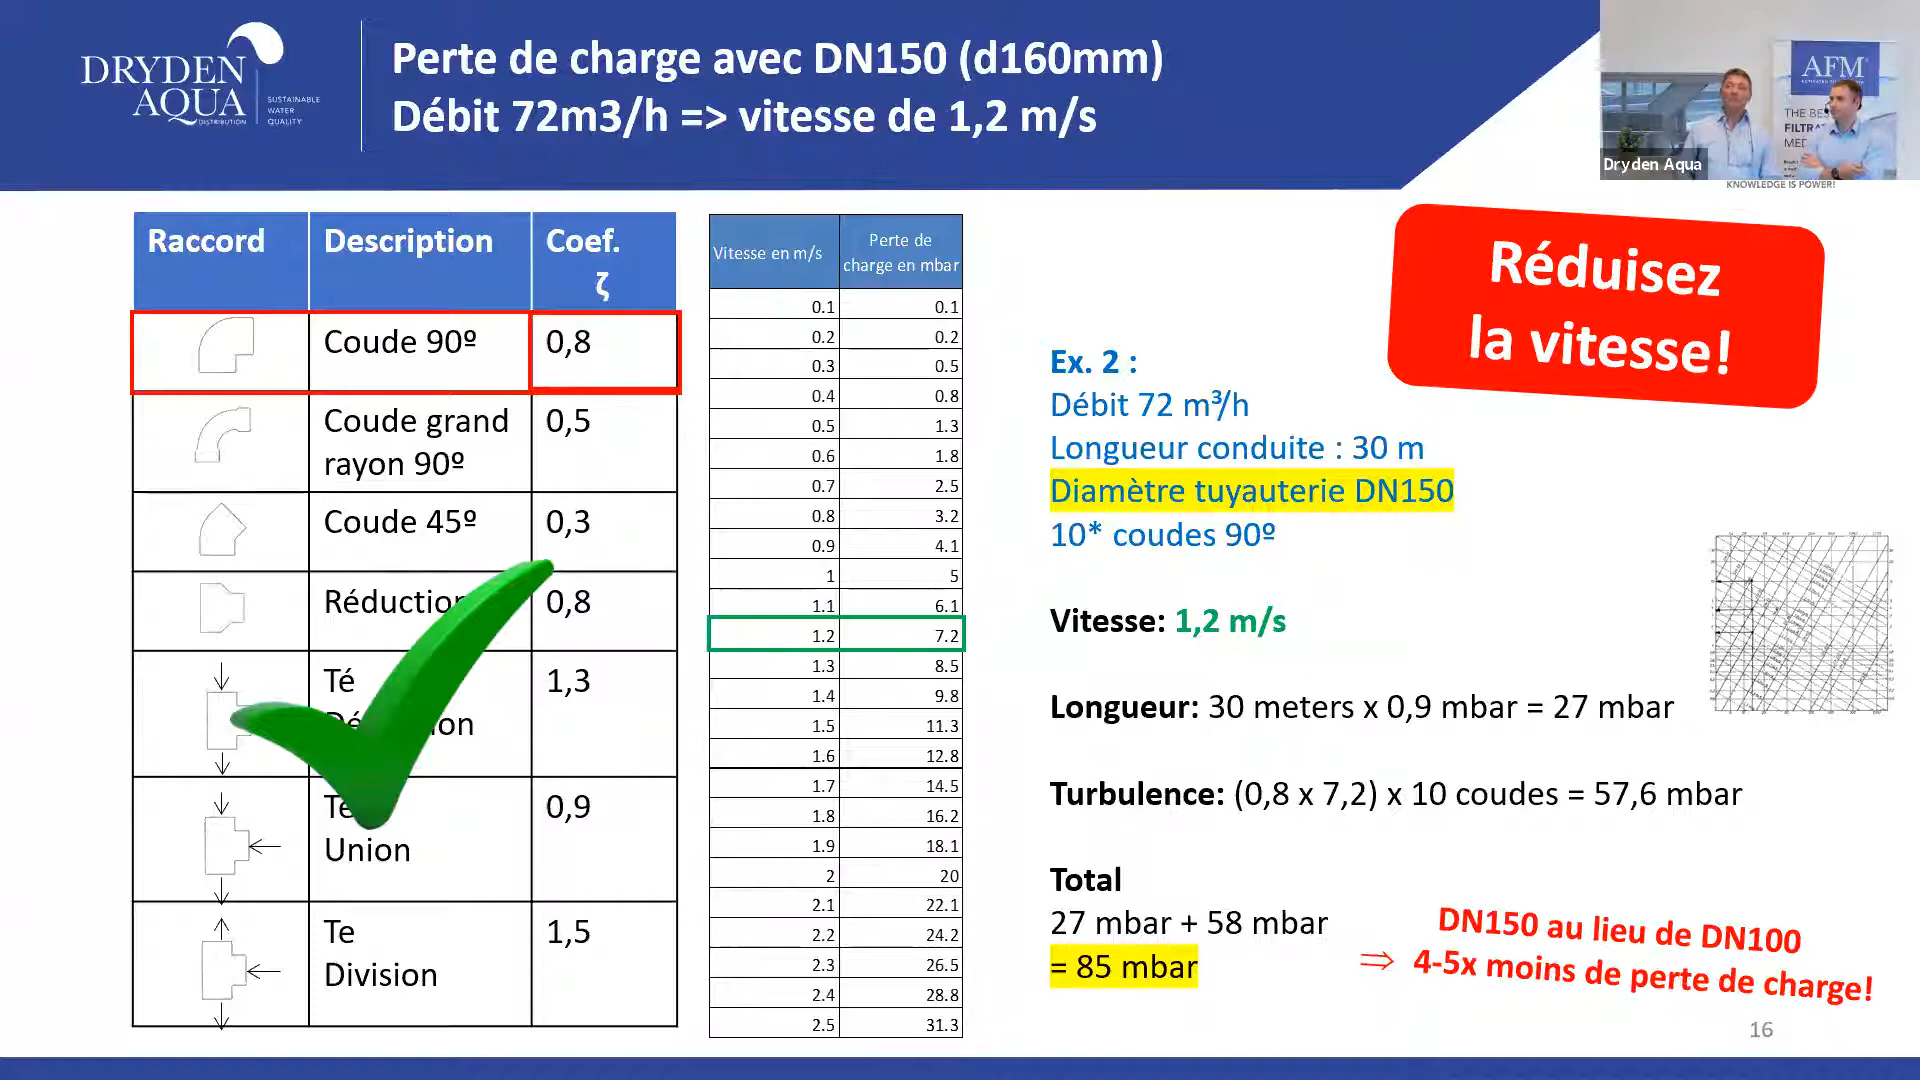 DRYDEN
AQUA
DISTRIBUTION
SUSTAINABLE
WATER
QUALITY
Perte de charge avec DN150 (d160mm)
Débit 72m3/h => vitesse de 1,2 m/s
AFM
THE BES
FILTR
MED
Dryden Aqua
KNOWLEDGE IS POWER!
Raccord Description Coef.
ζ
Coude 90º 0,8
Coude grand 0,5
rayon 90º
Coude 45º 0,3
Réduction 0,8
Té 1,3
Union 0,9
Te 1,5
Division
Vitesse en m/s Perte de
charge en mbar
0.1 0.1
0.2 0.2
0.3 0.5
0.4 0.8
0.5 1.3
0.6 1.8
0.7 2.5
0.8 3.2
0.9 4.1
1 5
1.1 6.1
1.2 7.2
1.3 8.5
1.4 9.8
1.5 11.3
1.6 12.8
1.7 14.5
1.8 16.2
1.9 18.1
2 20
2.1 22.1
2.2 24.2
2.3 26.5
2.4 28.8
2.5 31.3
Réduisez
la vitesse!
Ex. 2 :
Débit 72 m³/h
Longueur conduite : 30 m
Diamètre tuyauterie DN150
10* coudes 90º
Vitesse: 1,2 m/s
Longueur: 30 meters x 0,9 mbar = 27 mbar
Turbulence: (0,8 x 7,2) x 10 coudes = 57,6 mbar
Total
27 mbar + 58 mbar
= 85 mbar
DN150 au lieu de DN100
⇒ 4-5x moins de perte de charge!
16